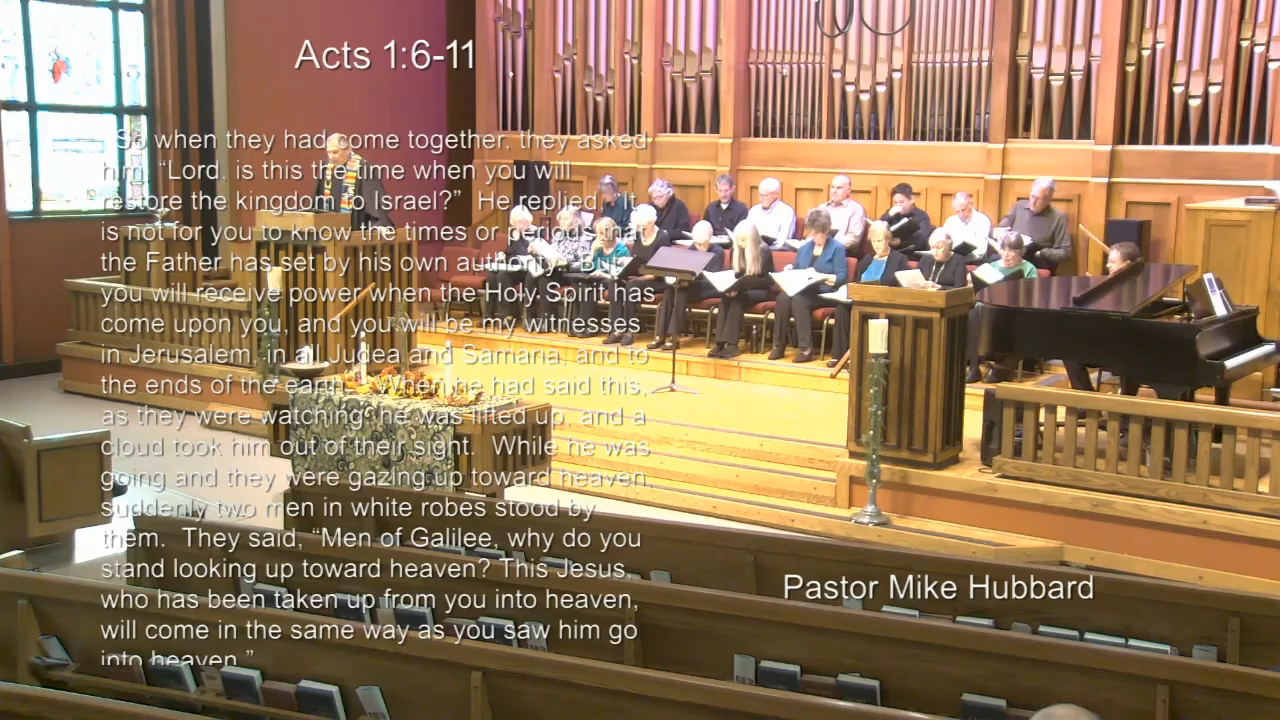 Acts 1:6-11
So when they had come together, they asked
him, “Lord, is this the time when you will
restore the kingdom to Israel?” He replied, “It
is not for you to know the times or periods that
the Father has set by his own authority. But
you will receive power when the Holy Spirit has
come upon you, and you will be my witnesses
in Jerusalem, in all Judea and Samaria, and to
the ends of the earth.” When he had said this,
as they were watching, he was lifted up, and a
cloud took him out of their sight. While he was
going and they were gazing up toward heaven,
suddenly two men in white robes stood by
them. They said, “Men of Galilee, why do you
stand looking up toward heaven? This Jesus,
who has been taken up from you into heaven,
will come in the same way as you saw him go
into heaven.”
Pastor Mike Hubbard